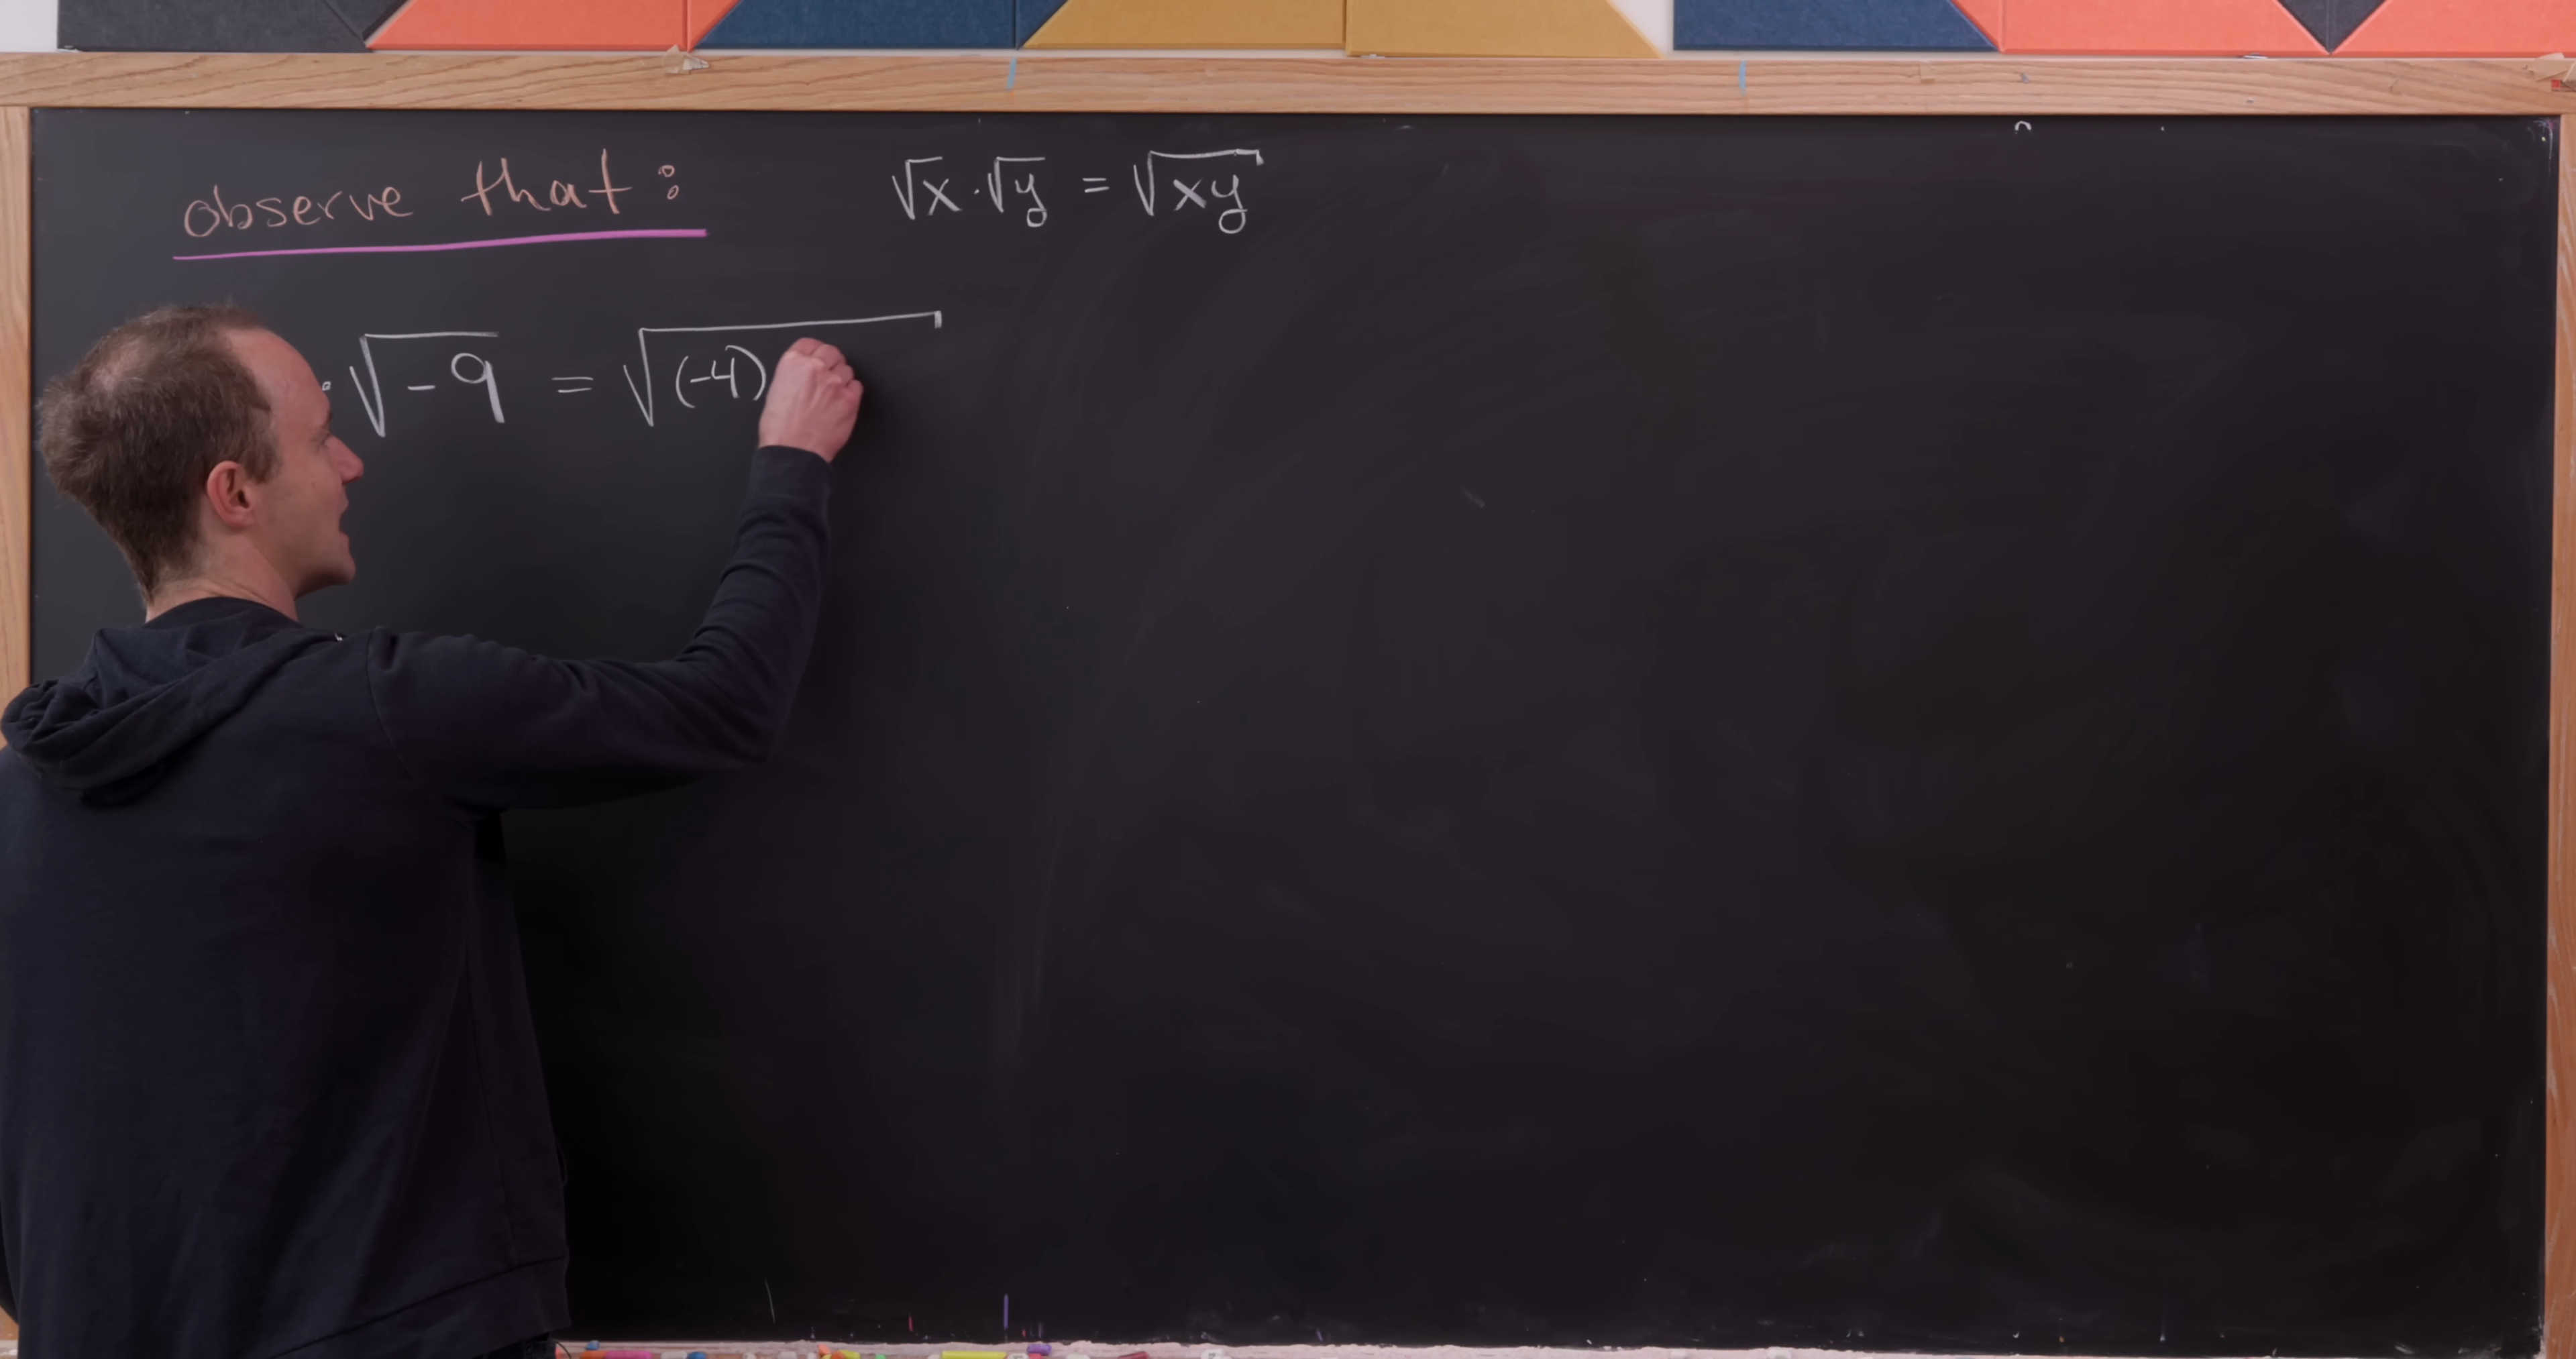 observe that: √x · √y = √xy
· √-9 = √(-4)